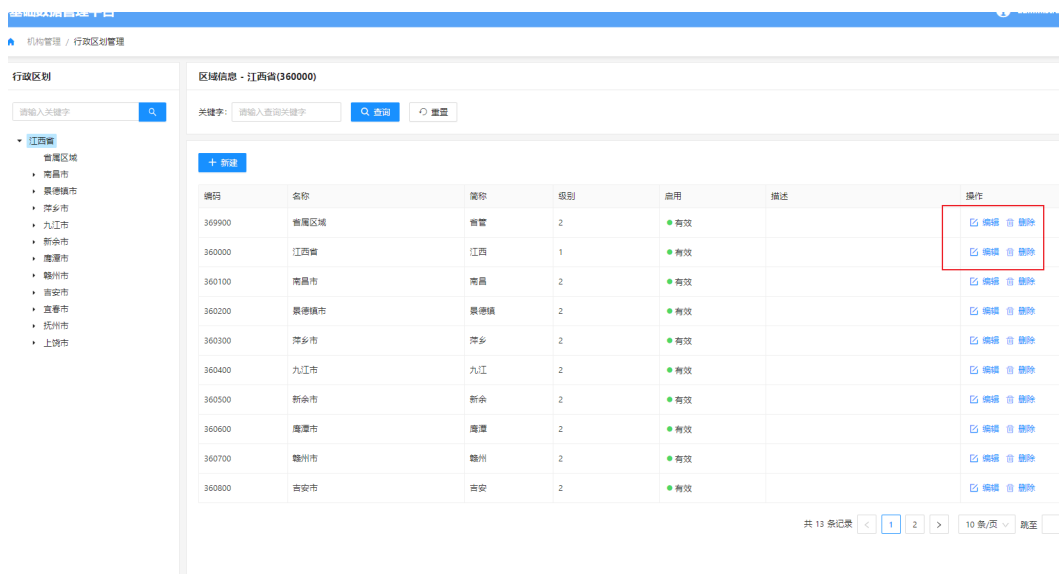 基础数据管理平台
机构管理 / 行政区划管理
行政区划
区域信息 - 江西省(360000)
请输入关键字
关键字: 请输入查询关键字 查询 重置
江西省
省属区域
南昌市
景德镇市
萍乡市
九江市
新余市
鹰潭市
赣州市
吉安市
宜春市
抚州市
上饶市
+ 新建
编码 名称 简称 级别 启用 描述 操作
369900 省属区域 省管 2 有效 编辑 删除
360000 江西省 江西 1 有效 编辑 删除
360100 南昌市 南昌 2 有效 编辑 删除
360200 景德镇市 景德镇 2 有效 编辑 删除
360300 萍乡市 萍乡 2 有效 编辑 删除
360400 九江市 九江 2 有效 编辑 删除
360500 新余市 新余 2 有效 编辑 删除
360600 鹰潭市 鹰潭 2 有效 编辑 删除
360700 赣州市 赣州 2 有效 编辑 删除
360800 吉安市 吉安 2 有效 编辑 删除
共 13 条记录 < 1 2 > 10 条/页 跳至